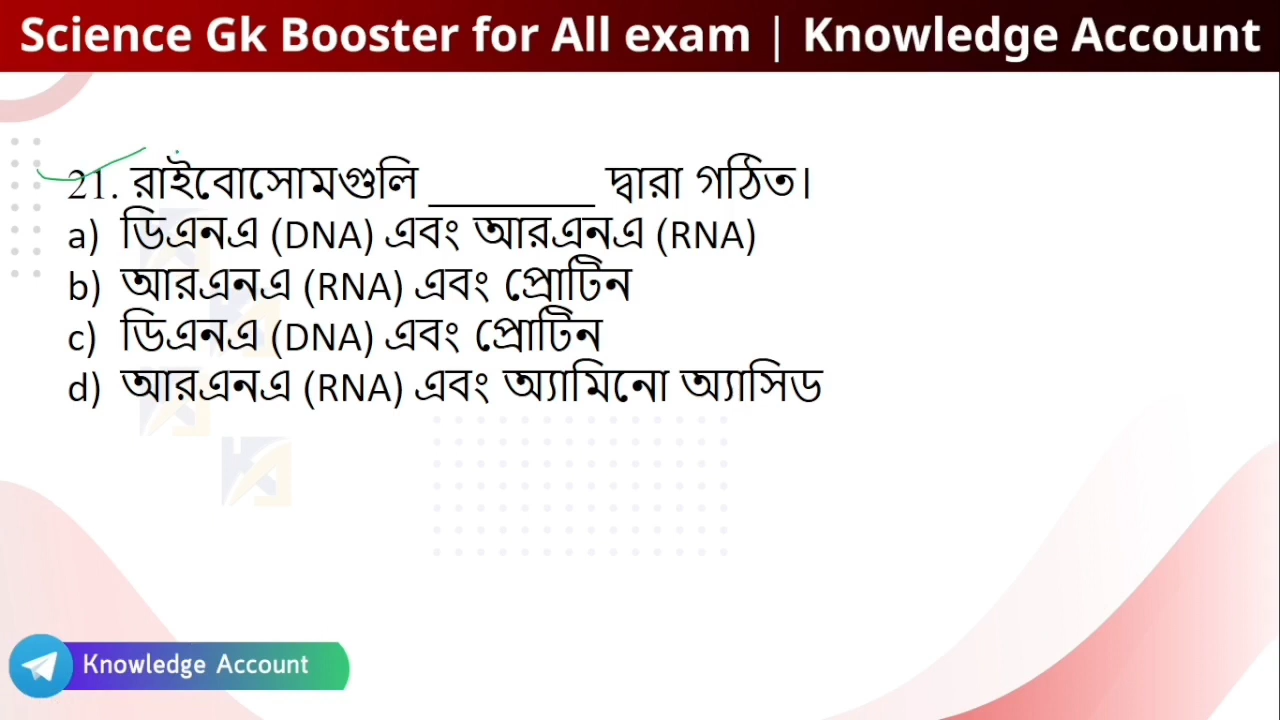 Science Gk Booster for All exam | Knowledge Account
21. রাইবোসোমগুলি ________ দ্বারা গঠিত।
a) ডিএনএ (DNA) এবং আরএনএ (RNA)
b) আরএনএ (RNA) এবং প্রোটিন
c) ডিএনএ (DNA) এবং প্রোটিন
d) আরএনএ (RNA) এবং অ্যামিনো অ্যাসিড
Knowledge Account